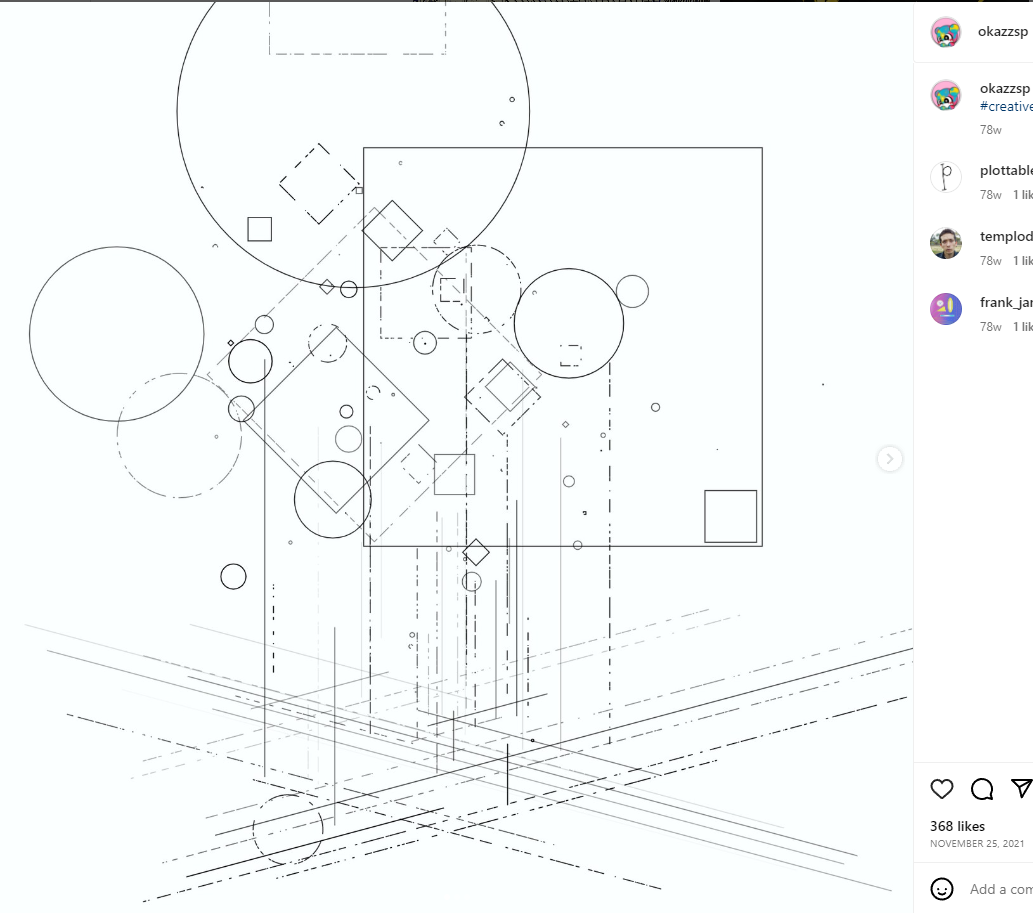 okazzsp
okazzsp
#creative
78w
plottable
78w 1 lik
templod
78w 1 lik
frank_jar
78w 1 lik
368 likes
NOVEMBER 25, 2021
Add a com